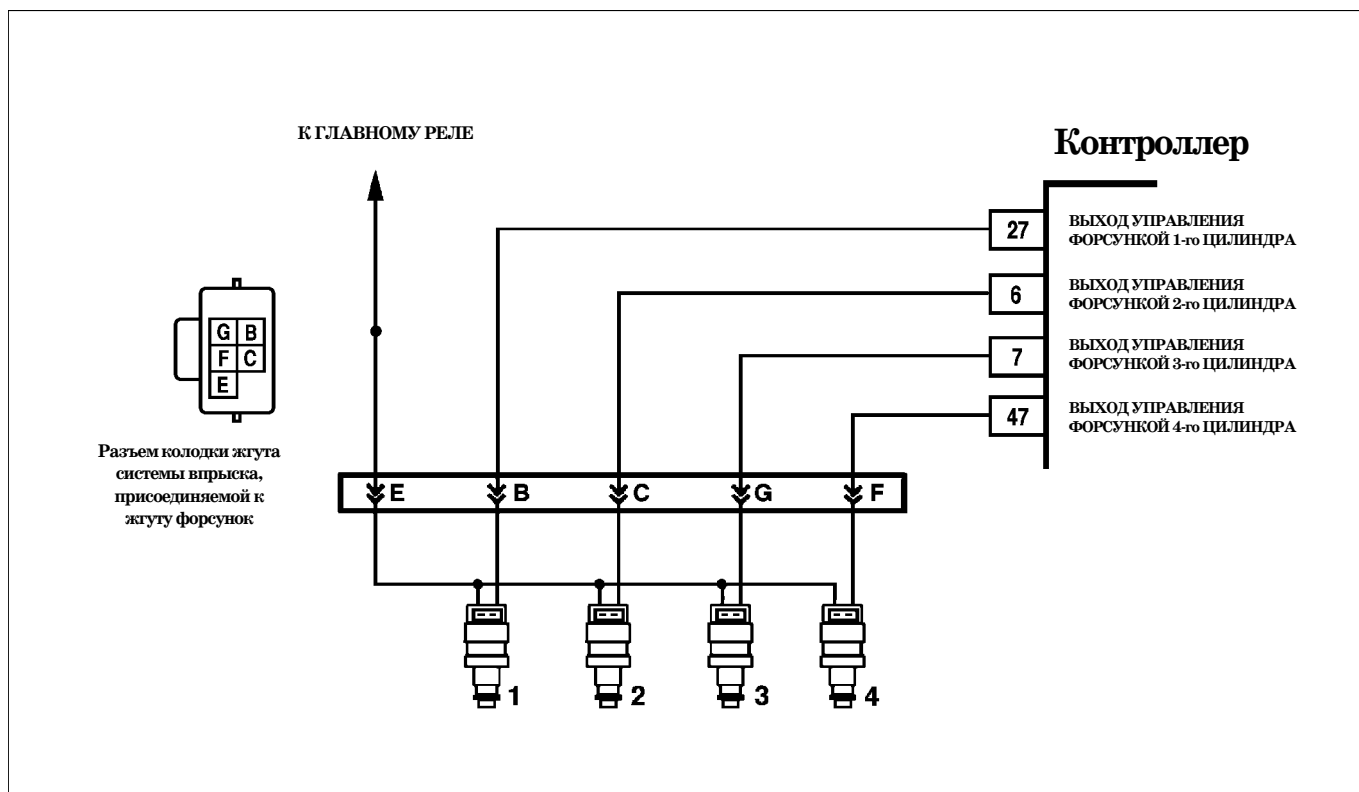 К ГЛАВНОМУ РЕЛЕ
Контроллер
27
ВЫХОД УПРАВЛЕНИЯ
ФОРСУНКОЙ 1-го ЦИЛИНДРА
6
ВЫХОД УПРАВЛЕНИЯ
ФОРСУНКОЙ 2-го ЦИЛИНДРА
7
ВЫХОД УПРАВЛЕНИЯ
ФОРСУНКОЙ 3-го ЦИЛИНДРА
47
ВЫХОД УПРАВЛЕНИЯ
ФОРСУНКОЙ 4-го ЦИЛИНДРА
G B
F C
E
Разъем колодки жгута
системы впрыска,
присоединяемой к
жгуту форсунок
E B C G F
1 2 3 4